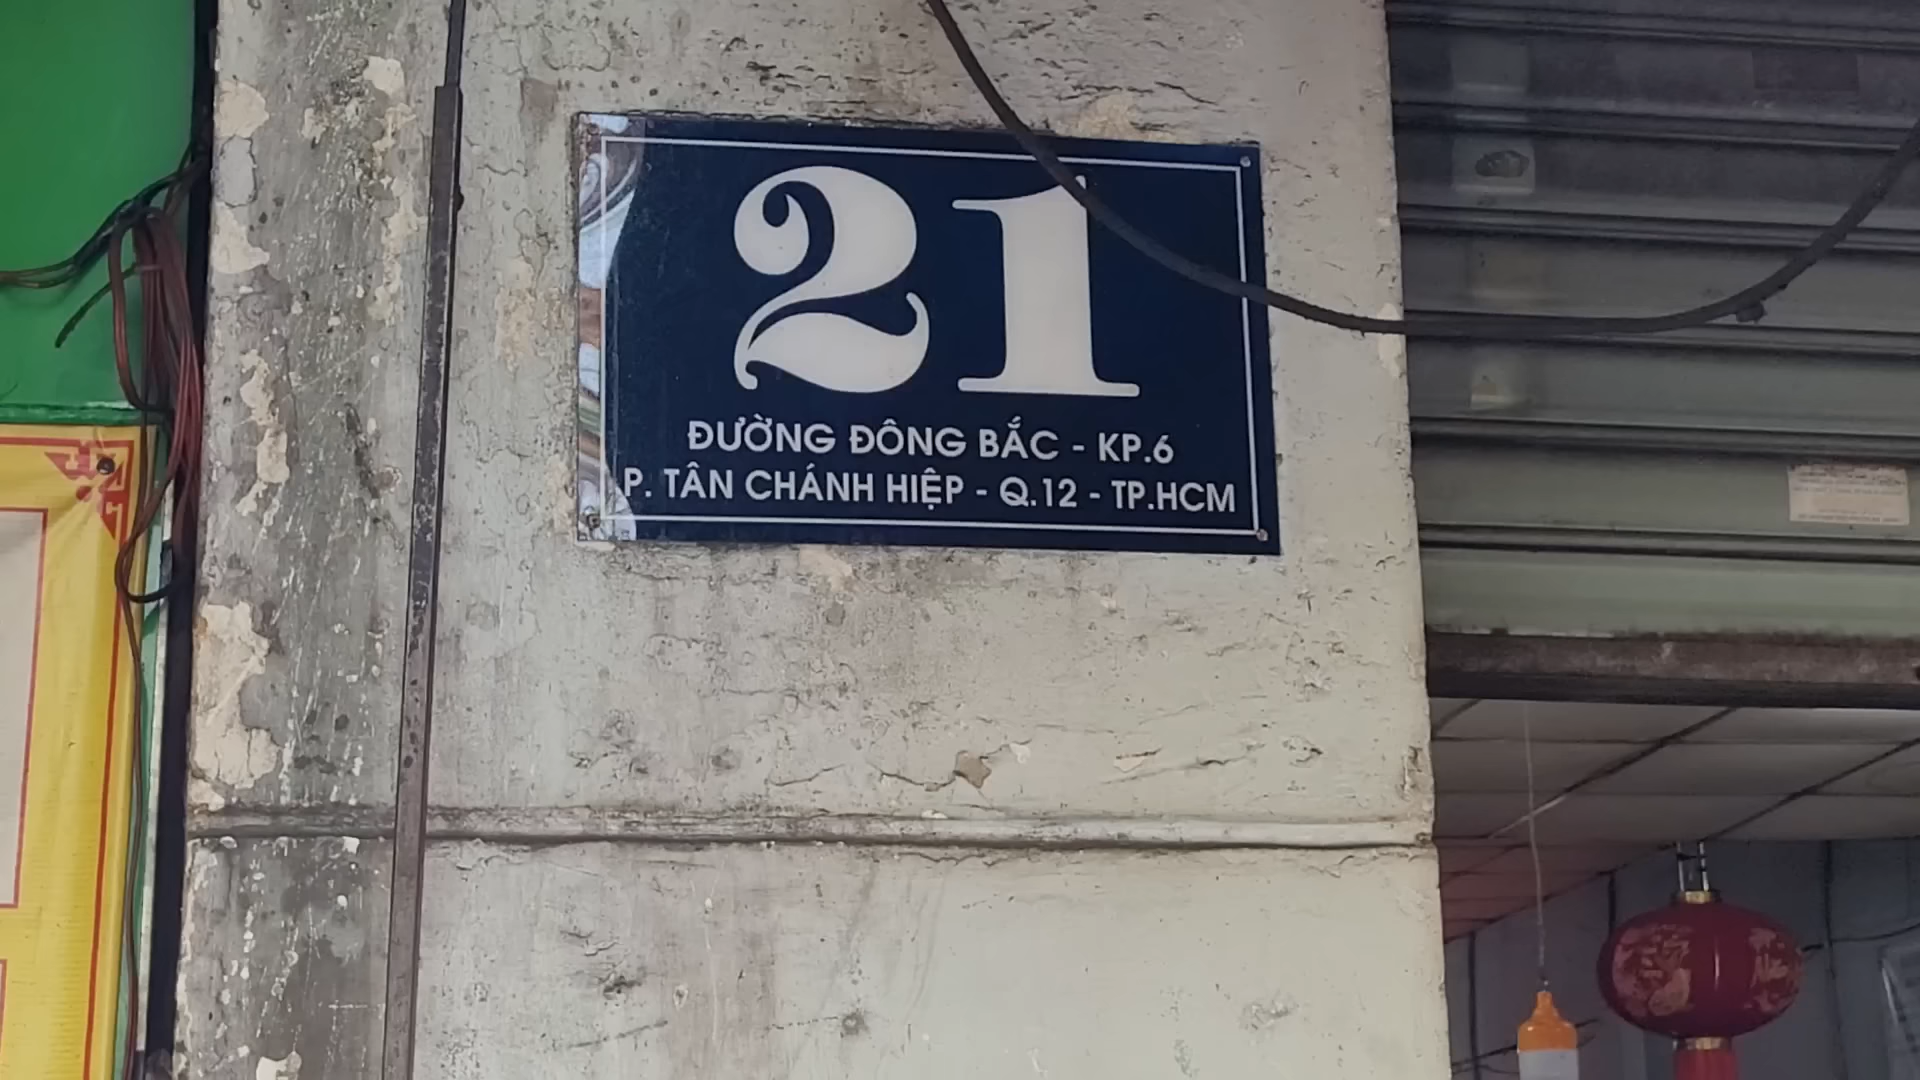 21
ĐƯỜNG ĐÔNG BẮC - KP.6
P. TÂN CHÁNH HIỆP - Q.12 - TP.HCM